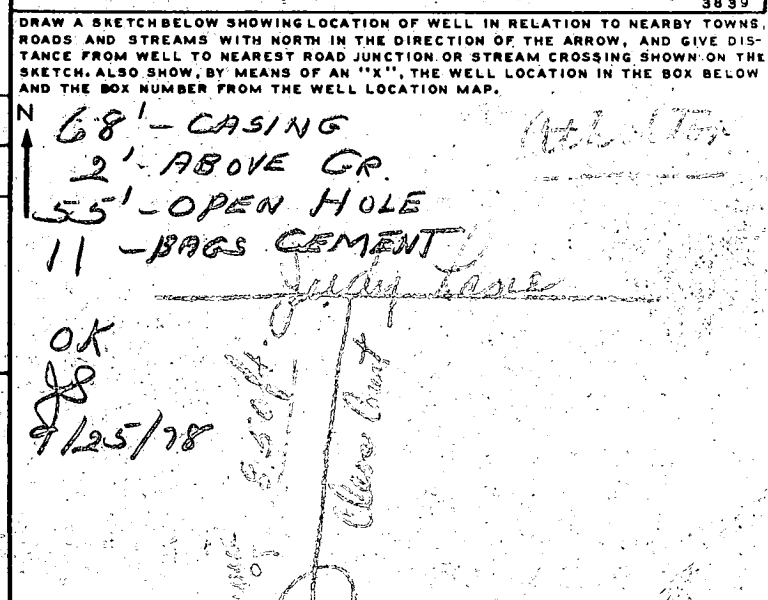 3839
DRAW A SKETCH BELOW SHOWING LOCATION OF WELL IN RELATION TO NEARBY TOWNS,
ROADS AND STREAMS WITH NORTH IN THE DIRECTION OF THE ARROW, AND GIVE DIS-
TANCE FROM WELL TO NEAREST ROAD JUNCTION OR STREAM CROSSING SHOWN ON THE
SKETCH. ALSO SHOW, BY MEANS OF AN "X", THE WELL LOCATION IN THE BOX BELOW
AND THE BOX NUMBER FROM THE WELL LOCATION MAP.
N
68' - CASING
Atholton
2' - ABOVE GR.
55' - OPEN HOLE
11 - BAGS CEMENT
Judy Lane
OK
JS
9/25/78
Court